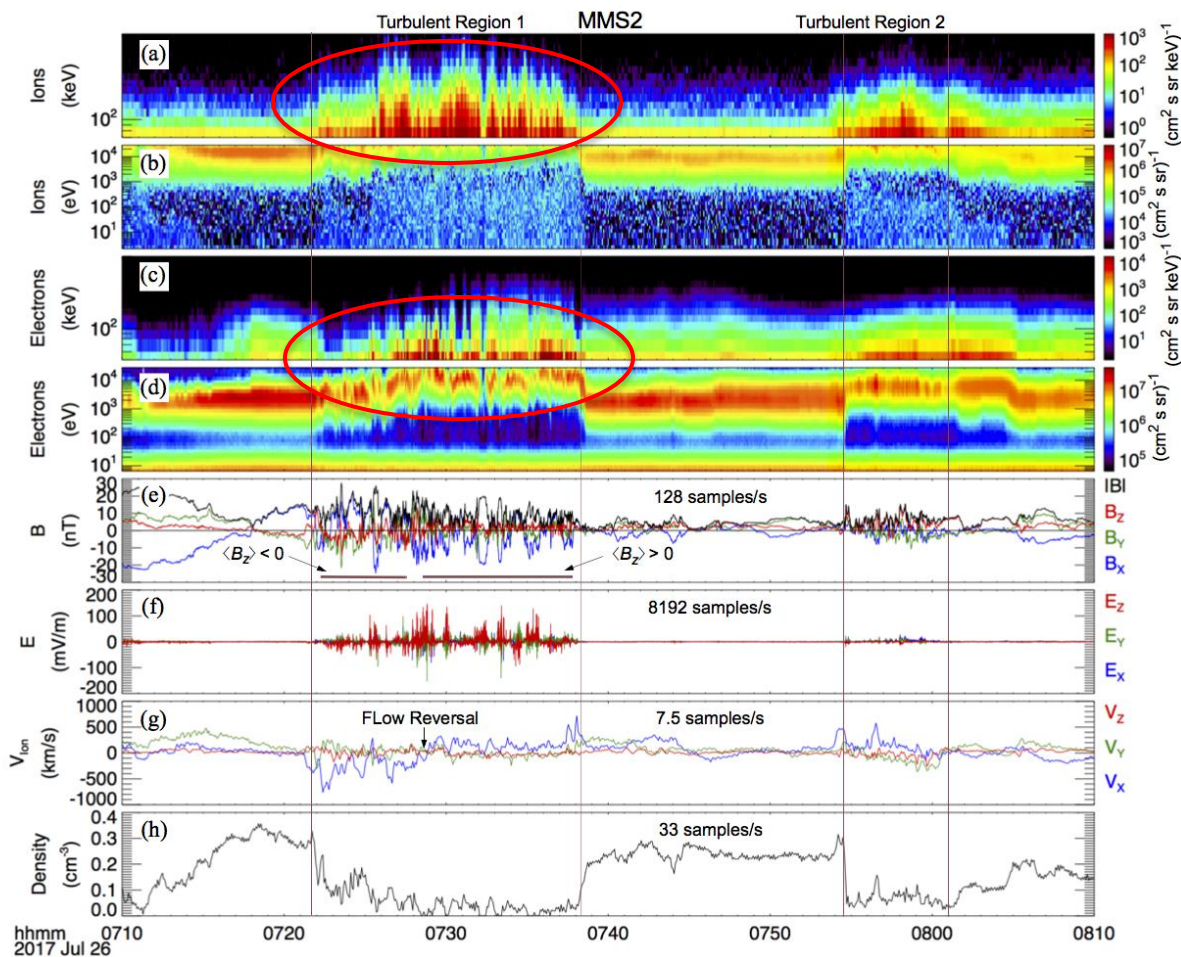 Turbulent Region 1 MMS2 Turbulent Region 2
(a)
Ions
(keV)
10²
10³
10²
10¹
10⁰
(cm² s sr keV)⁻¹
(b)
Ions
(eV)
10⁴
10³
10²
10¹
10⁷
10⁶
10⁵
10⁴
10³
(cm² s sr)⁻¹
(c)
Electrons
(keV)
10²
10⁴
10³
10²
10¹
10⁰
(cm² s sr keV)⁻¹
(d)
Electrons
(eV)
10⁴
10³
10²
10¹
10⁷
10⁶
10⁵
(cm² s sr)⁻¹
(e)
B
(nT)
30
20
10
0
-10
-20
-30
128 samples/s
⟨B_z⟩ < 0
⟨B_z⟩ > 0
|B|
B_Z
B_Y
B_X
(f)
E
(mV/m)
200
100
0
-100
-200
8192 samples/s
E_Z
E_Y
E_X
(g)
V_Ion
(km/s)
1000
500
0
-500
-1000
FLow Reversal
7.5 samples/s
V_Z
V_Y
V_X
(h)
Density
(cm⁻³)
0.4
0.3
0.2
0.1
0.0
33 samples/s
hhmm 0710 0720 0730 0740 0750 0800 0810
2017 Jul 26